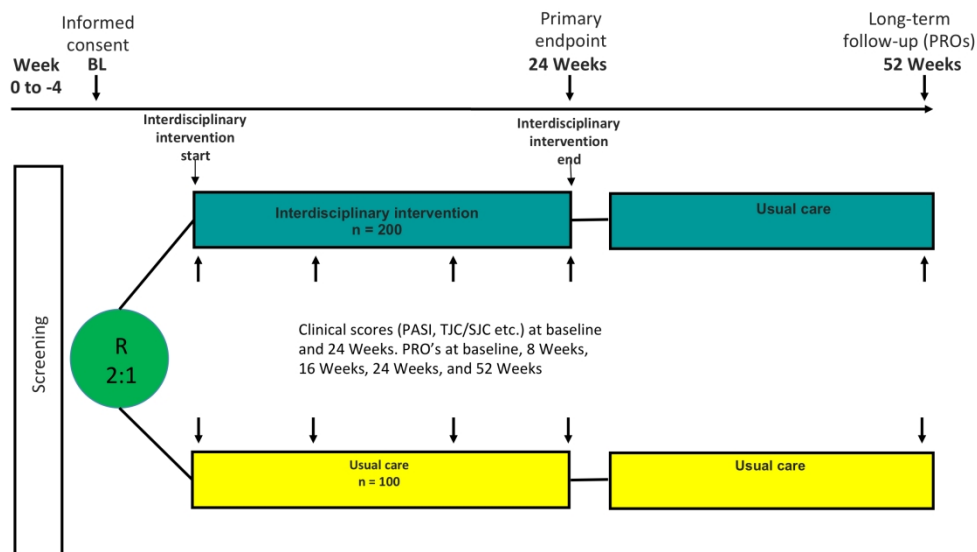 Informed
consent
BL
Week
0 to -4
Primary
endpoint
24 Weeks
Long-term
follow-up (PROs)
52 Weeks
Interdisciplinary
intervention
start
Interdisciplinary
intervention
end
Screening
R
2:1
Interdisciplinary intervention
n = 200
Usual care
Clinical scores (PASI, TJC/SJC etc.) at baseline
and 24 Weeks. PRO's at baseline, 8 Weeks,
16 Weeks, 24 Weeks, and 52 Weeks
Usual care
n = 100
Usual care